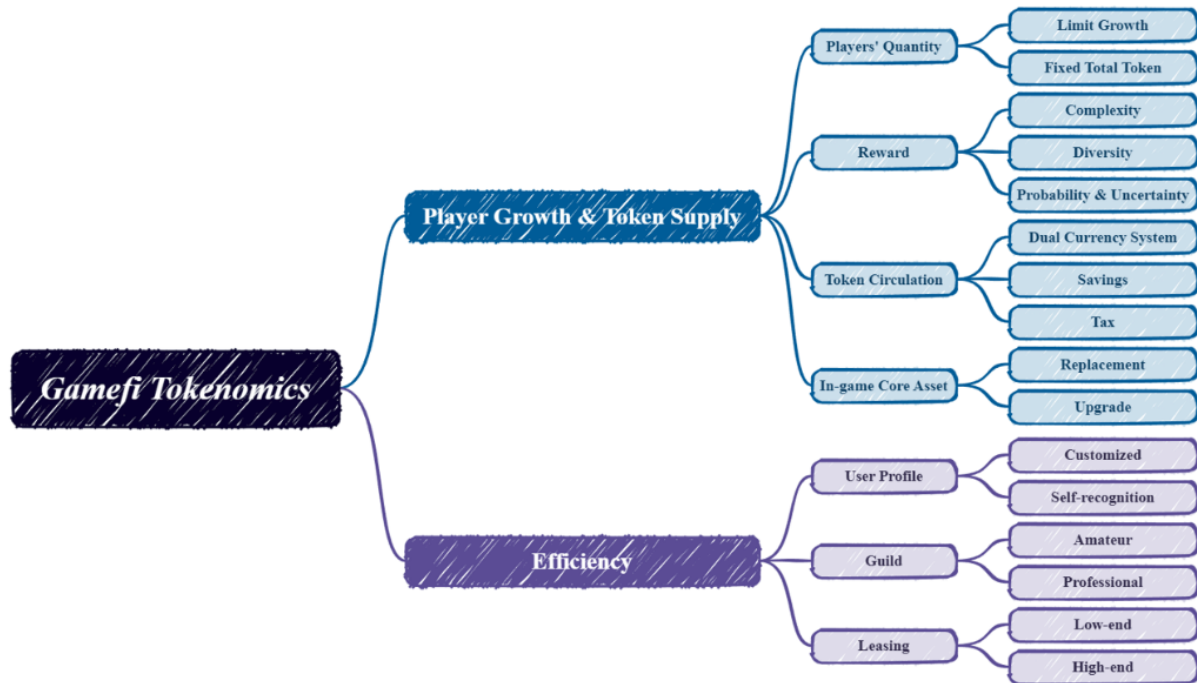 Gamefi Tokenomics
Player Growth & Token Supply
Players' Quantity
Limit Growth
Fixed Total Token
Reward
Complexity
Diversity
Probability & Uncertainty
Token Circulation
Dual Currency System
Savings
Tax
In-game Core Asset
Replacement
Upgrade
Efficiency
User Profile
Customized
Self-recognition
Guild
Amateur
Professional
Leasing
Low-end
High-end